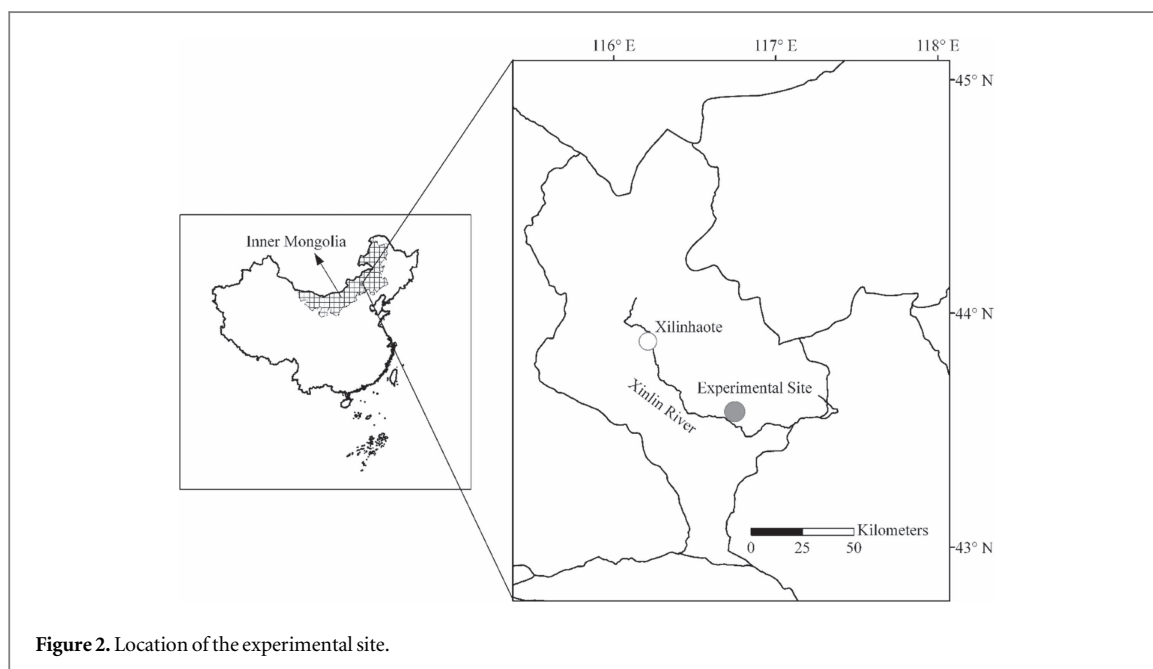 116° E
117° E
118° E
45° N
Inner Mongolia
44° N
Xilinhaote
Experimental Site
Xinlin River
Kilometers
0
25
50
43° N
Figure 2. Location of the experimental site.